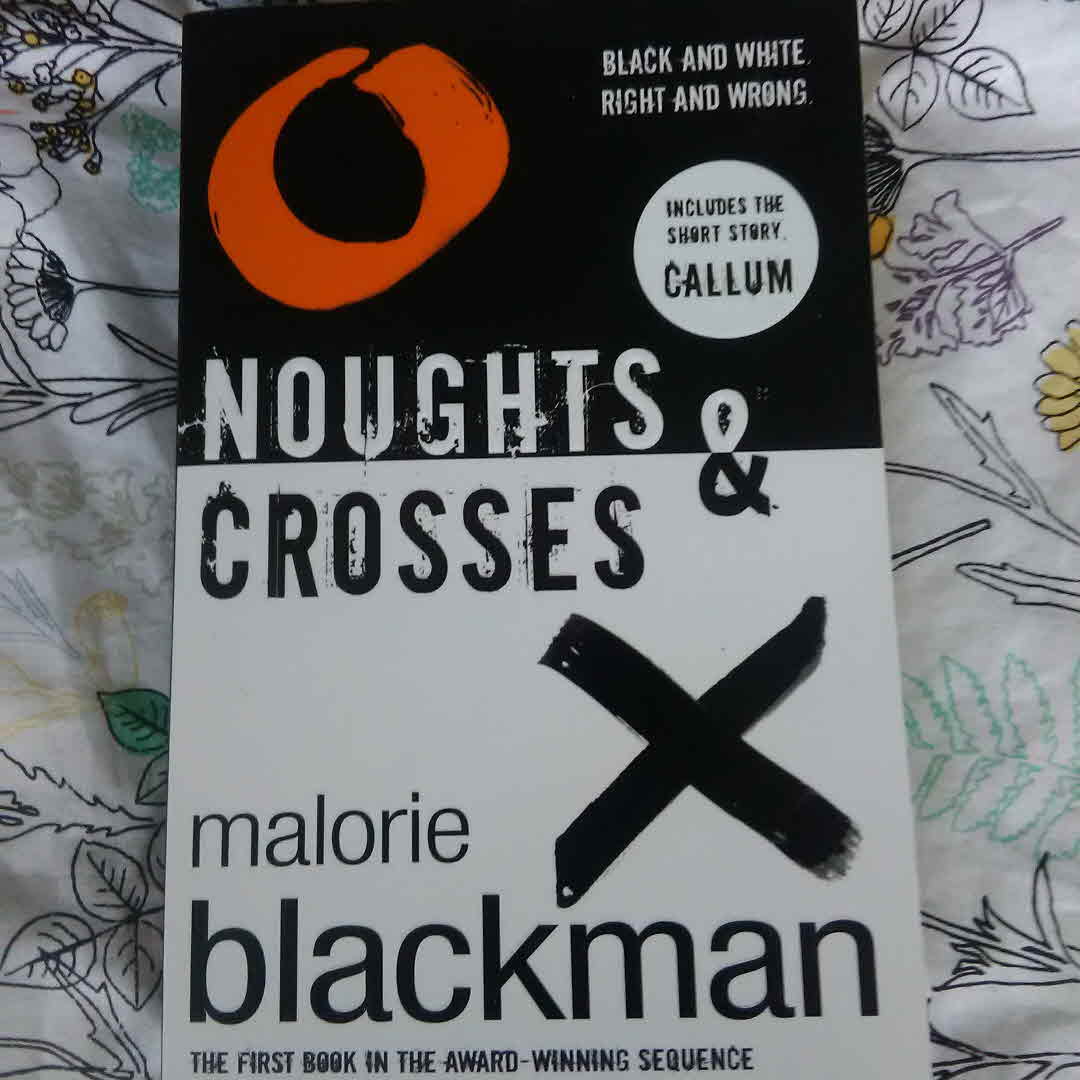 BLACK AND WHITE.
RIGHT AND WRONG.
INCLUDES THE
SHORT STORY,
CALLUM
NOUGHTS
&
CROSSES
malorie
blackman
THE FIRST BOOK IN THE AWARD-WINNING SEQUENCE